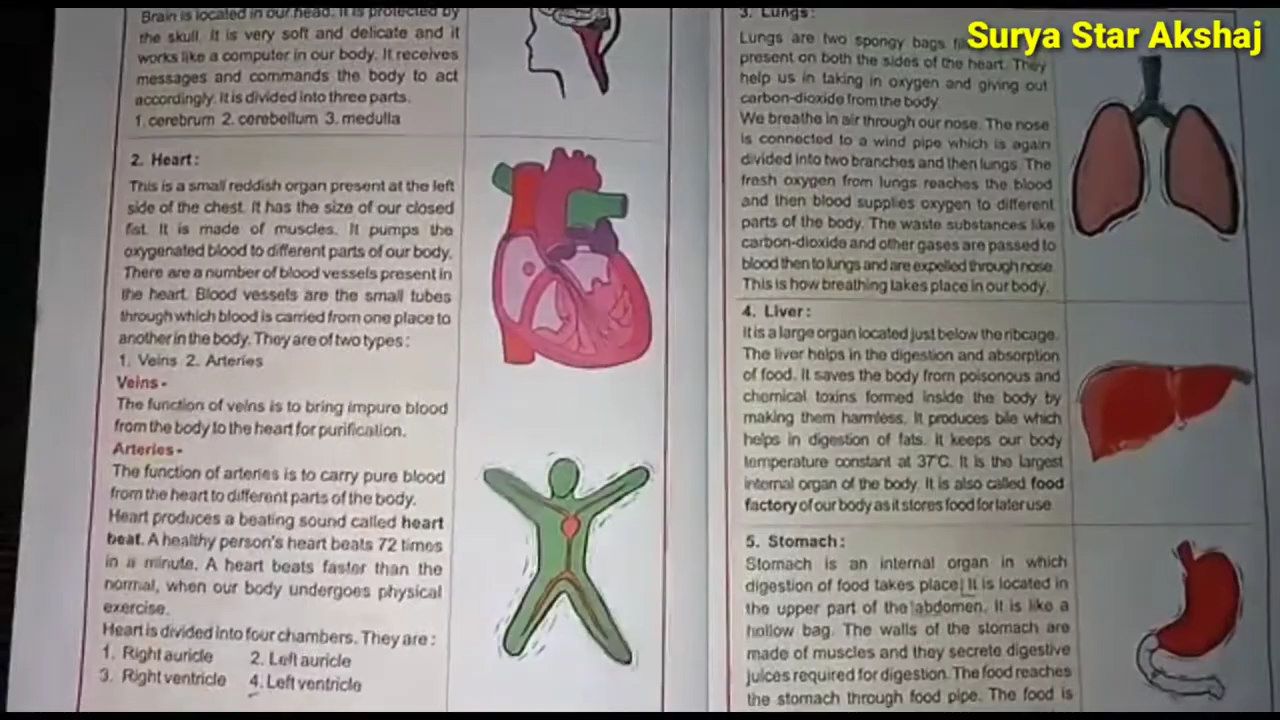 Brain is located in our head. It is protected by
the skull. It is very soft and delicate and it
works like a computer in our body. It receives
messages and commands the body to act
accordingly. It is divided into three parts.
1. cerebrum 2. cerebellum 3. medulla
2. Heart :
This is a small reddish organ present at the left
side of the chest. It has the size of our closed
fist. It is made of muscles. It pumps the
oxygenated blood to different parts of our body.
There are a number of blood vessels present in
the heart. Blood vessels are the small tubes
through which blood is carried from one place to
another in the body. They are of two types :
1. Veins 2. Arteries
Veins -
The function of veins is to bring impure blood
from the body to the heart for purification.
Arteries -
The function of arteries is to carry pure blood
from the heart to different parts of the body.
Heart produces a beating sound called heart
beat. A healthy person's heart beats 72 times
in a minute. A heart beats faster than the
normal, when our body undergoes physical
exercise.
Heart is divided into four chambers. They are :
1. Right auricle 2. Left auricle
3. Right ventricle 4. Left ventricle
3. Lungs :
Lungs are two spongy bags
present on both the sides of the heart. They
help us in taking in oxygen and giving out
carbon-dioxide from the body.
We breathe in air through our nose. The nose
is connected to a wind pipe which is again
divided into two branches and then lungs. The
fresh oxygen from lungs reaches the blood
and then blood supplies oxygen to different
parts of the body. The waste substances like
carbon-dioxide and other gases are passed to
blood then to lungs and are expelled through nose.
This is how breathing takes place in our body.
4. Liver :
It is a large organ located just below the ribcage.
The liver helps in the digestion and absorption
of food. It saves the body from poisonous and
chemical toxins formed inside the body by
making them harmless. It produces bile which
helps in digestion of fats. It keeps our body
temperature constant at 37°C. It is the largest
internal organ of the body. It is also called food
factory of our body as it stores food for later use.
5. Stomach :
Stomach is an internal organ in which
digestion of food takes place. It is located in
the upper part of the abdomen. It is like a
hollow bag. The walls of the stomach are
made of muscles and they secrete digestive
juices required for digestion. The food reaches
the stomach through food pipe. The food is
Surya Star Akshaj